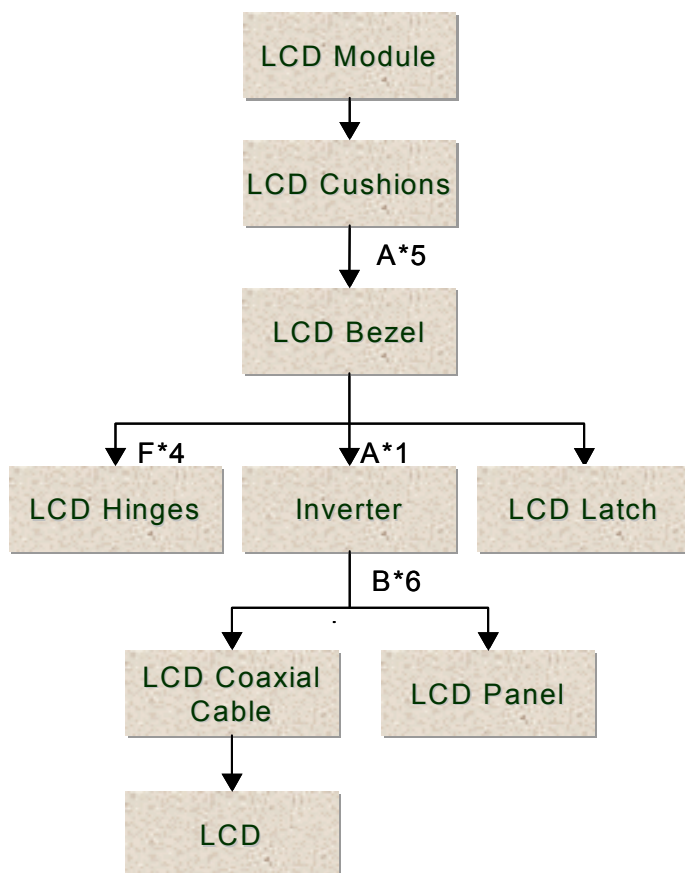 LCD Module
LCD Cushions
A*5
LCD Bezel
F*4
A*1
LCD Hinges
Inverter
LCD Latch
B*6
LCD Coaxial
Cable
LCD Panel
LCD